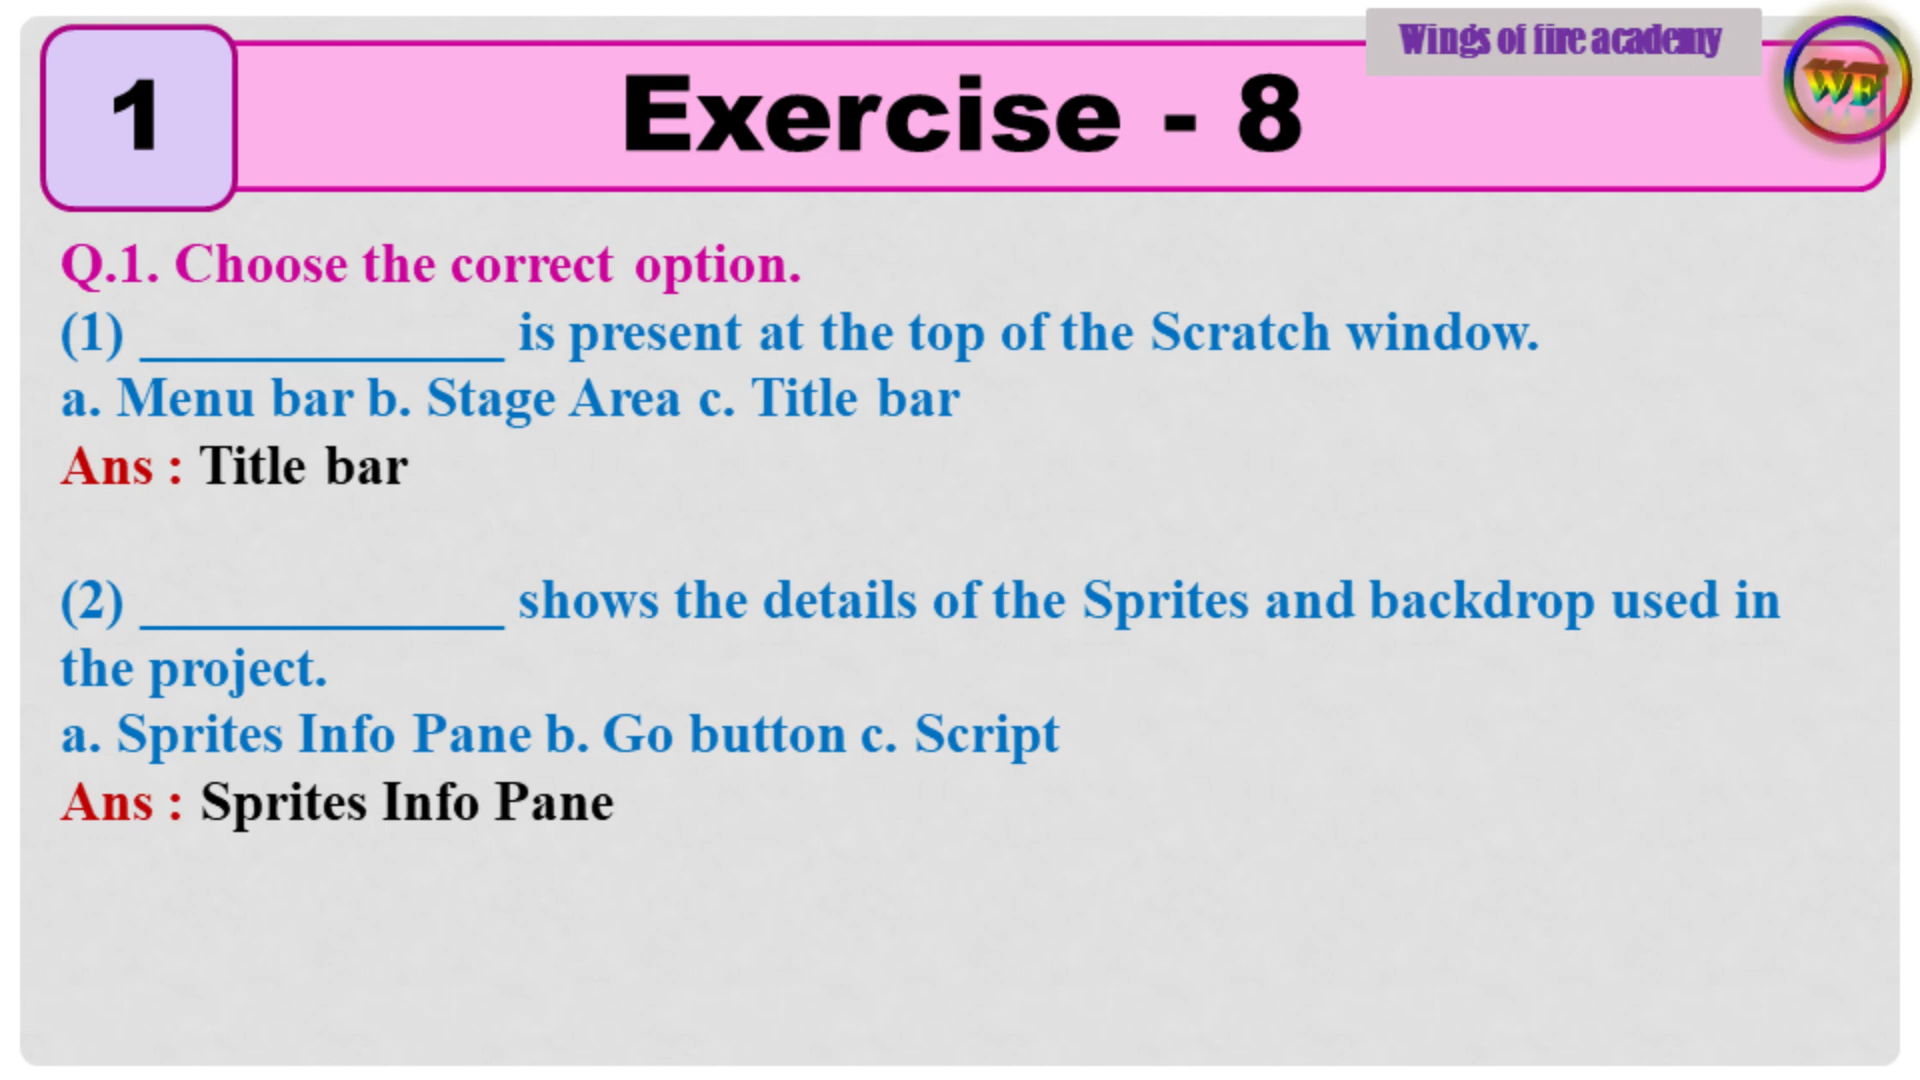 Wings of fire academy
WF
1
Exercise - 8
Q.1. Choose the correct option.
(1) ______________ is present at the top of the Scratch window.
a. Menu bar b. Stage Area c. Title bar
Ans : Title bar
(2) ______________ shows the details of the Sprites and backdrop used in
the project.
a. Sprites Info Pane b. Go button c. Script
Ans : Sprites Info Pane